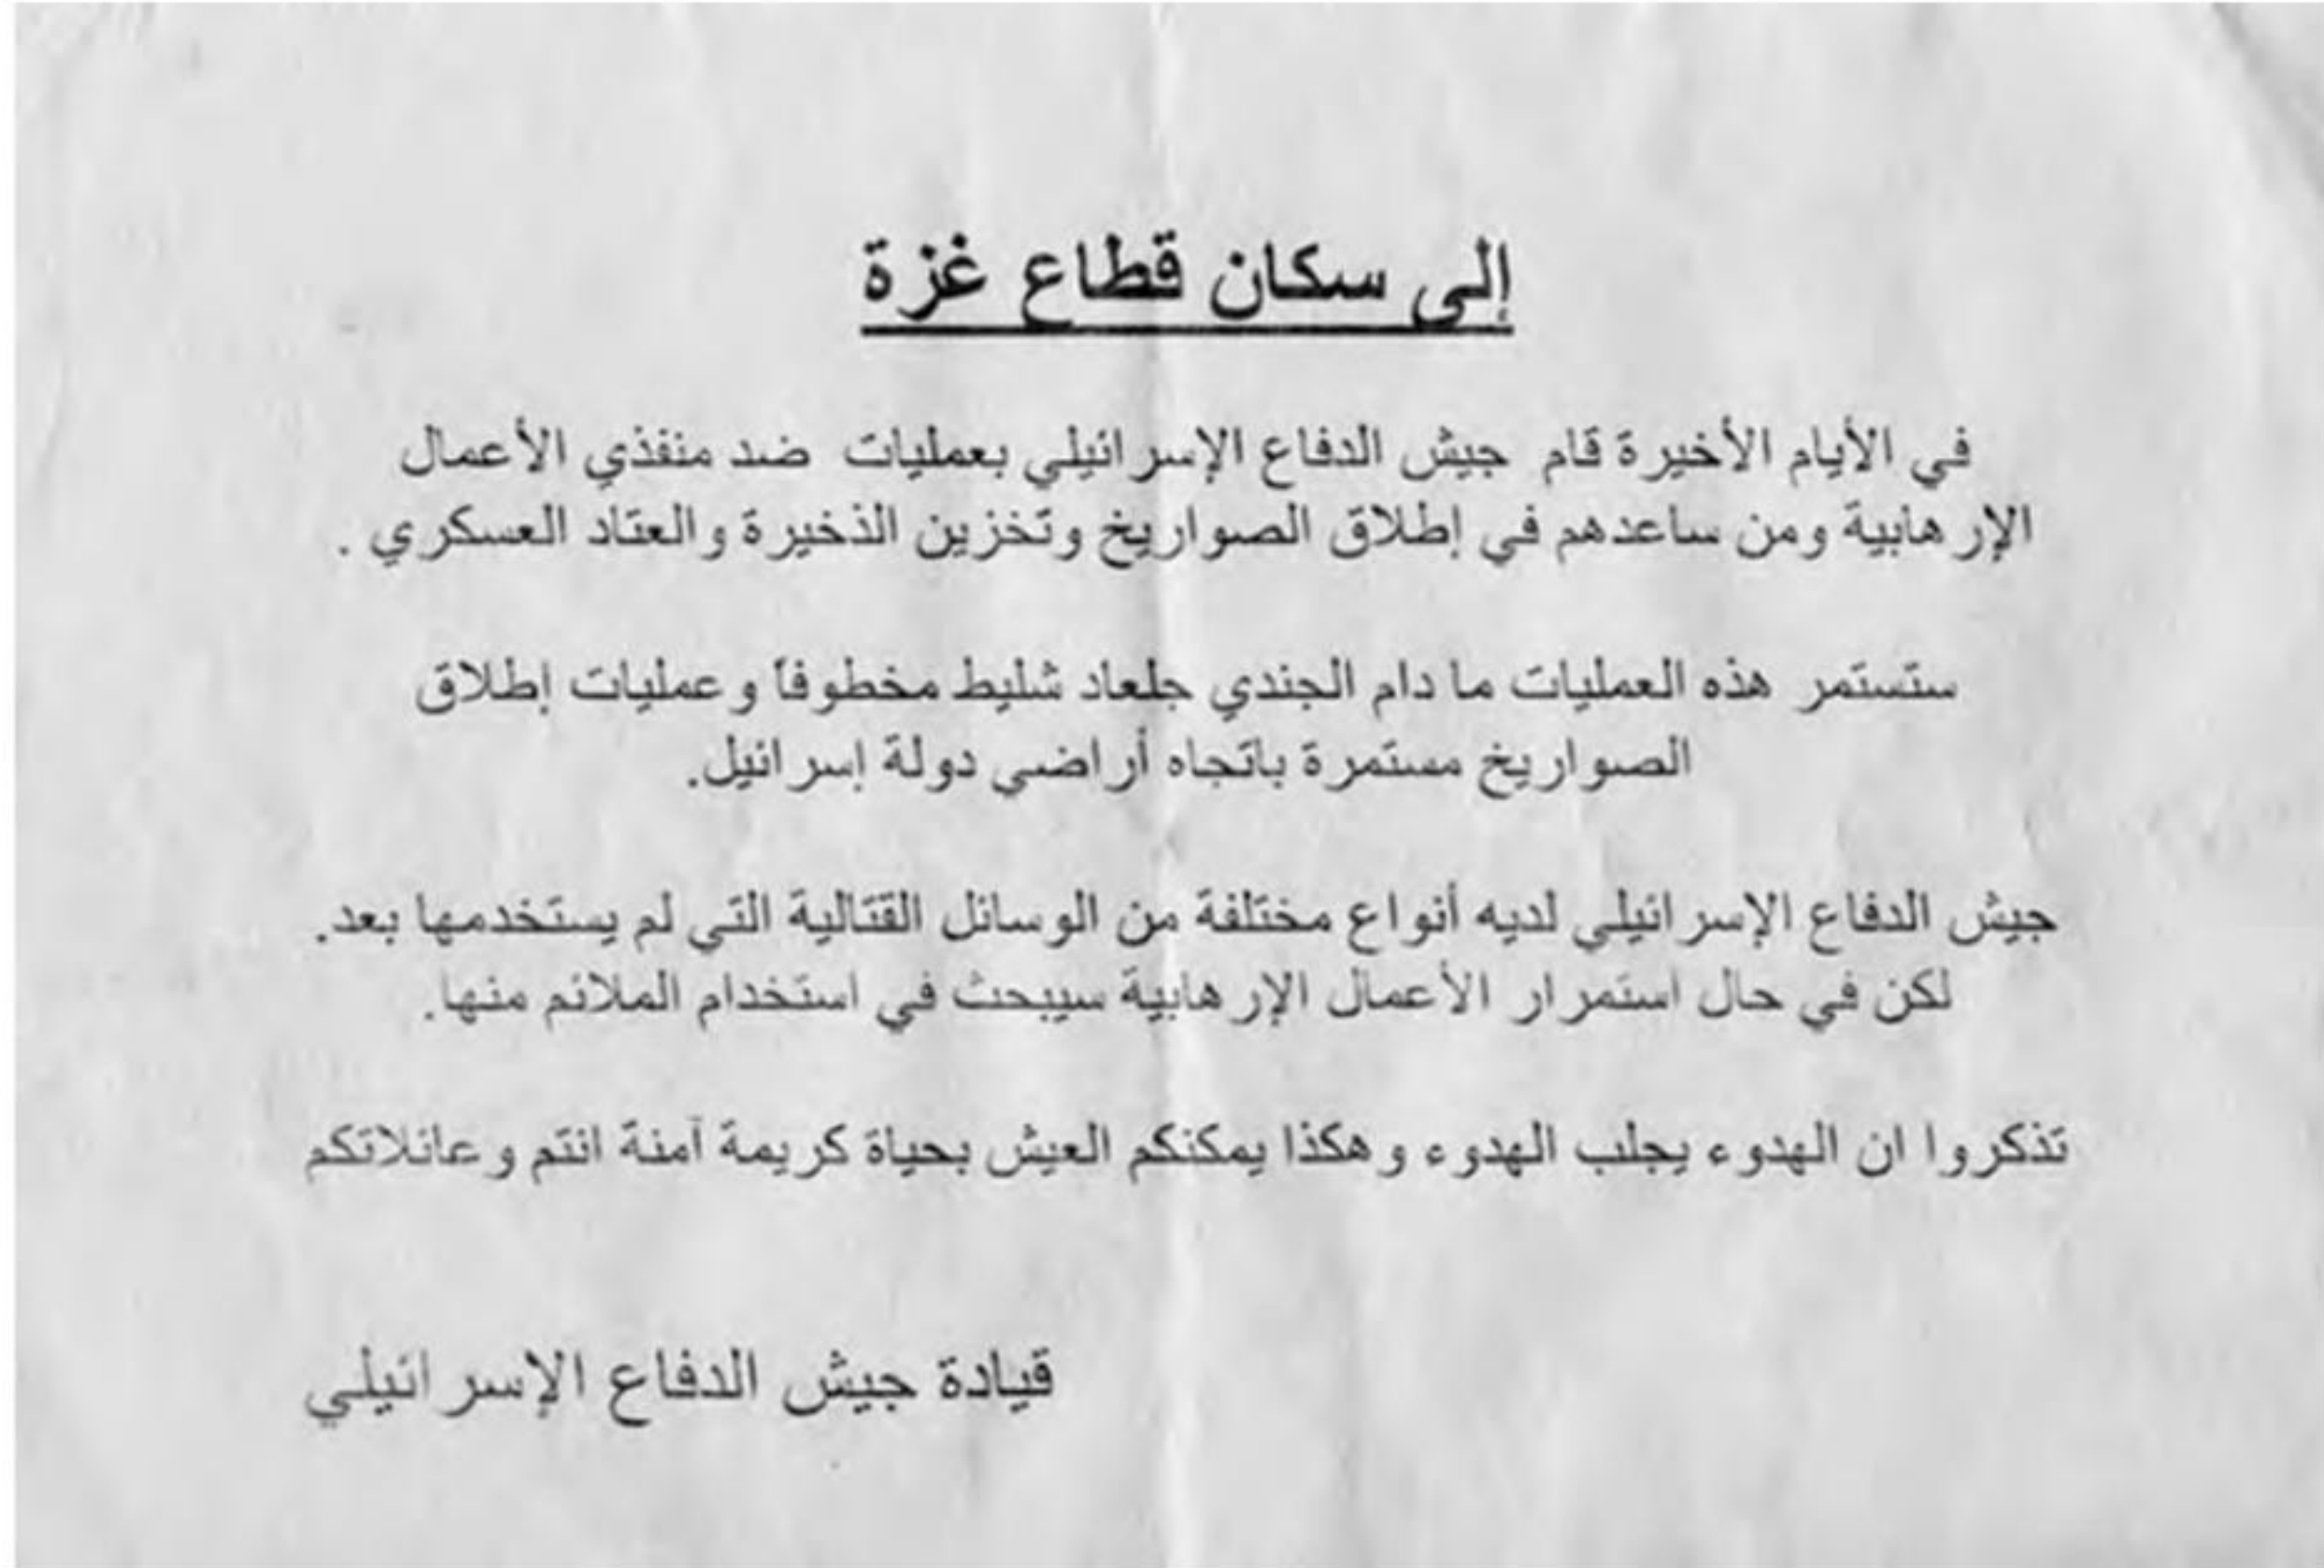 إلى سكان قطاع غزة
في الأيام الأخيرة قام جيش الدفاع الإسرائيلي بعمليات ضد منفذي الأعمال
الإرهابية ومن ساعدهم في إطلاق الصواريخ وتخزين الذخيرة والعتاد العسكري .
ستستمر هذه العمليات ما دام الجندي جلعاد شليط مخطوفاً وعمليات إطلاق
الصواريخ مستمرة باتجاه أراضي دولة إسرائيل.
جيش الدفاع الإسرائيلي لديه أنواع مختلفة من الوسائل القتالية التي لم يستخدمها بعد.
لكن في حال استمرار الأعمال الإرهابية سيبحث في استخدام الملائم منها.
تذكروا ان الهدوء يجلب الهدوء وهكذا يمكنكم العيش بحياة كريمة آمنة انتم وعائلاتكم
قيادة جيش الدفاع الإسرائيلي